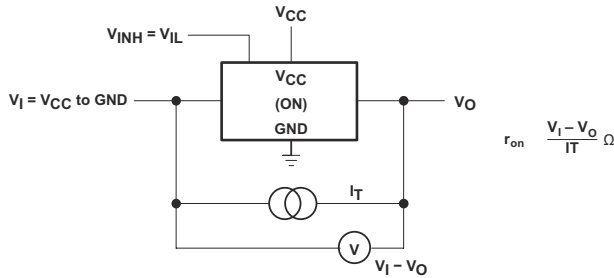 VCC
VINH = VIL
VCC
VI = VCC to GND
(ON)
VO
GND
ron VI – VO / IT Ω
IT
V
VI – VO